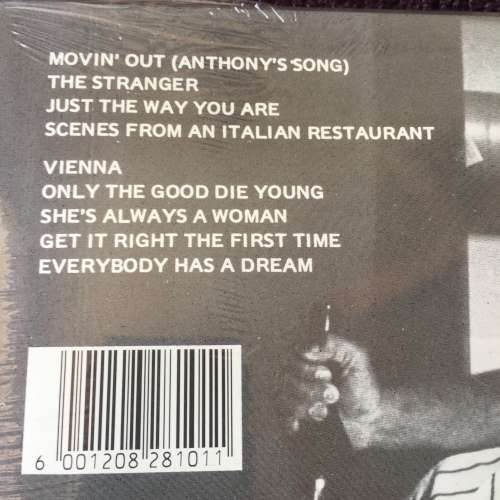 MOVIN' OUT (ANTHONY'S SONG)
THE STRANGER
JUST THE WAY YOU ARE
SCENES FROM AN ITALIAN RESTAURANT
VIENNA
ONLY THE GOOD DIE YOUNG
SHE'S ALWAYS A WOMAN
GET IT RIGHT THE FIRST TIME
EVERYBODY HAS A DREAM
6 001208 281011